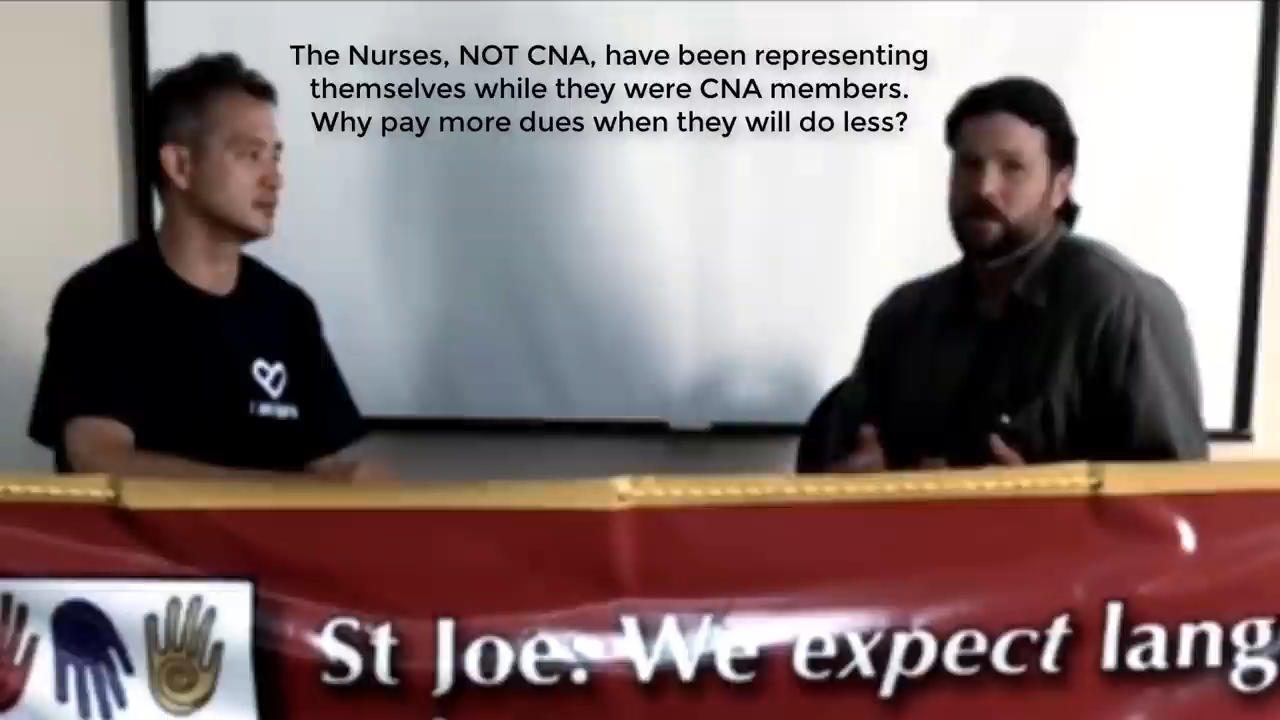 The Nurses, NOT CNA, have been representing
themselves while they were CNA members.
Why pay more dues when they will do less?
St Joe: We expect lang